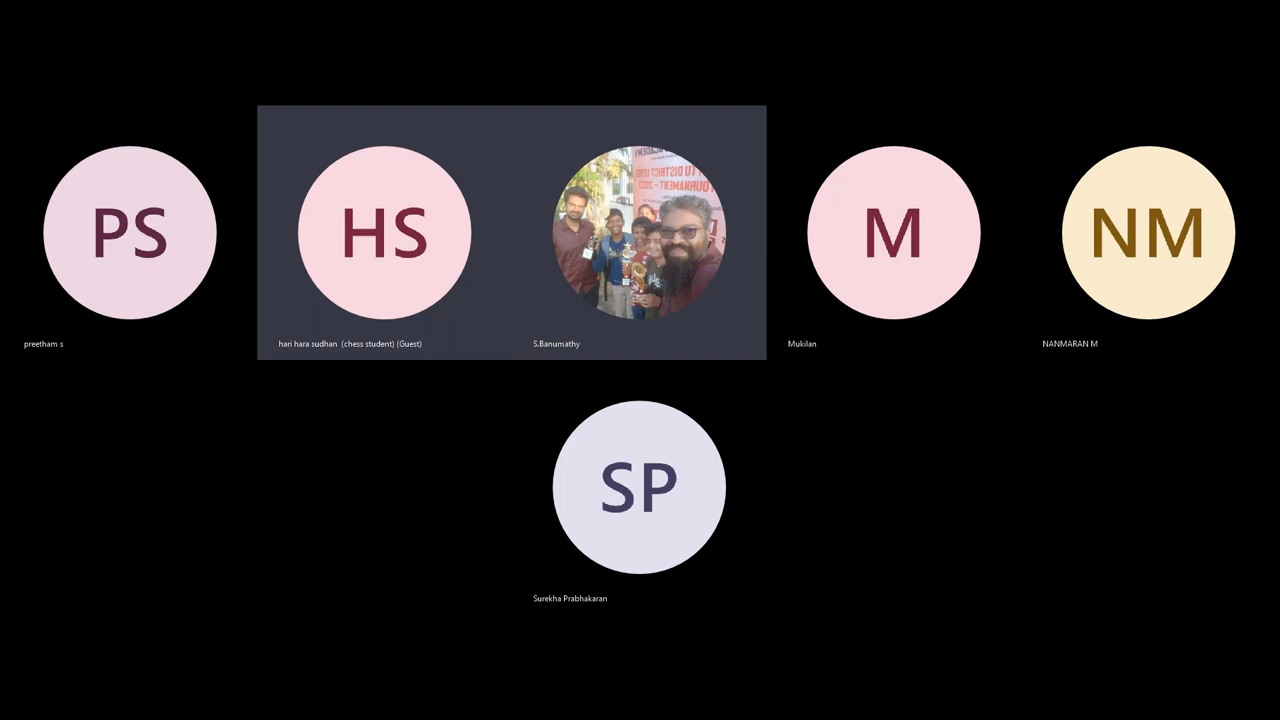 PS
HS
M
NM
preetham s
hari hara sudhan (chess student) (Guest)
S.Banumathy
Mukilan
NANMARAN M
SP
Surekha Prabhakaran